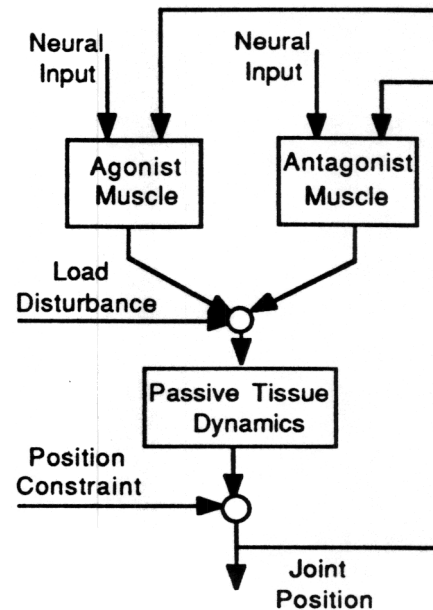 Neural
Input
Neural
Input
Agonist
Muscle
Antagonist
Muscle
Load
Disturbance
Passive Tissue
Dynamics
Position
Constraint
Joint
Position